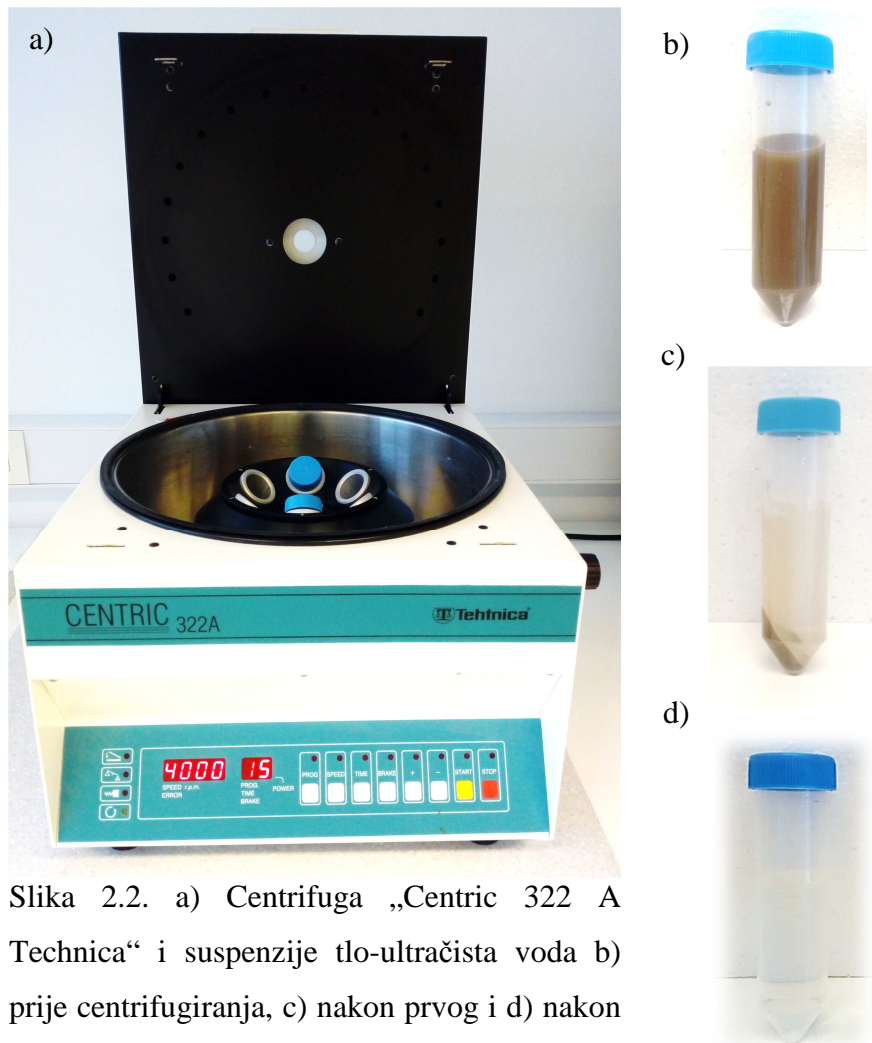 a)
b)
c)
d)
CENTRIC 322A
Tehtnica
4000
15
SPEED r.p.m.
ERROR
PROG.
TIME
BRAKE
POWER
PROG
SPEED
TIME
BRAKE
+
−
START
STOP
Slika 2.2. a) Centrifuga „Centric 322 A
Technica“ i suspenzije tlo-ultračista voda b)
prije centrifugiranja, c) nakon prvog i d) nakon